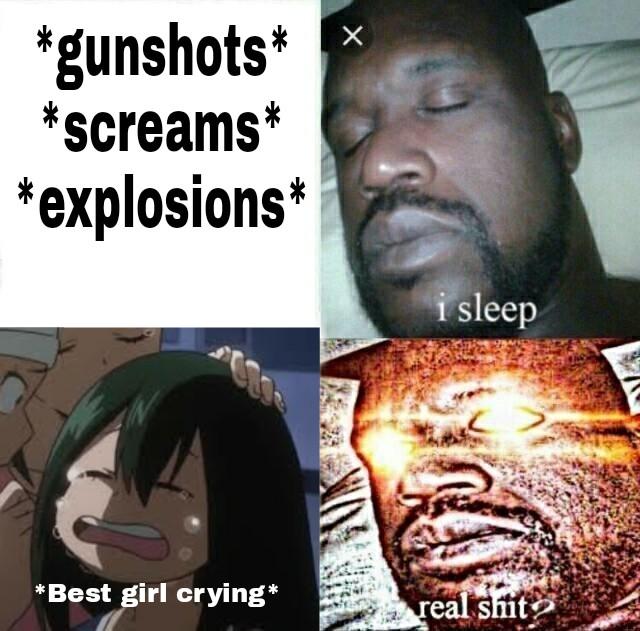 *gunshots*
*screams*
*explosions*
i sleep
*Best girl crying*
real shit?